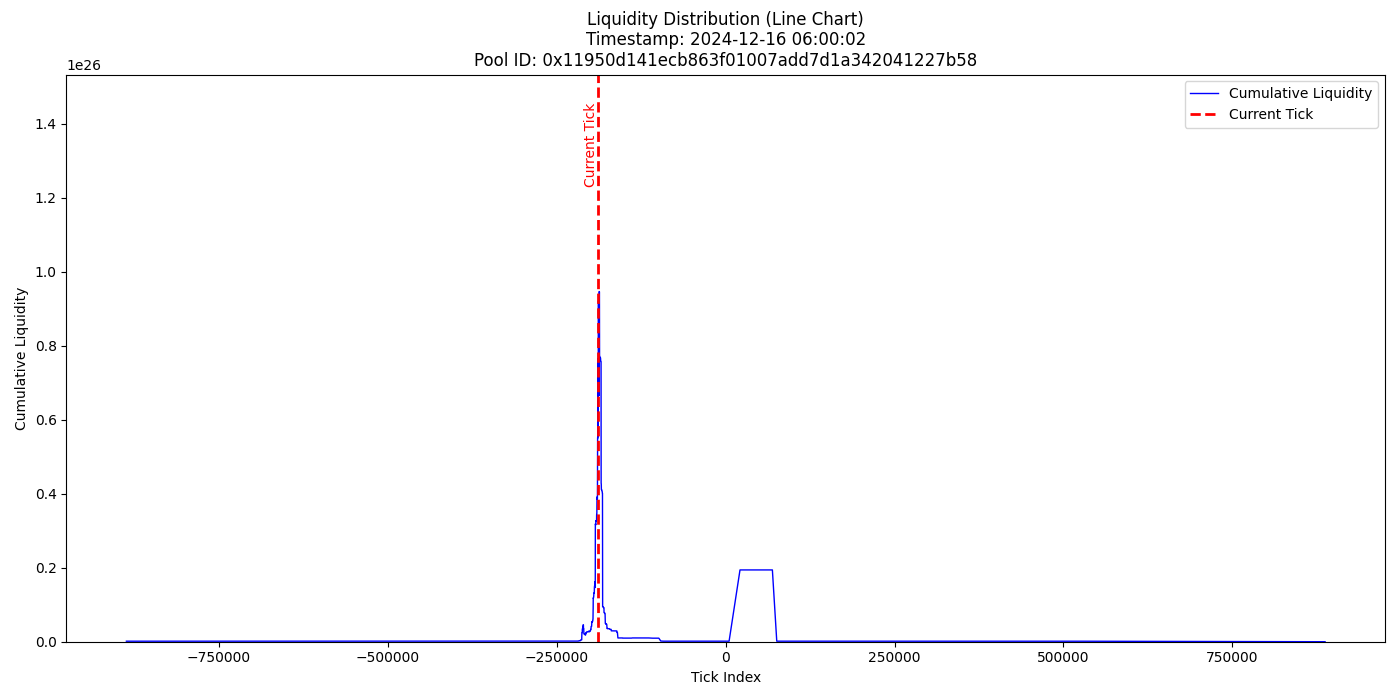 Liquidity Distribution (Line Chart)
Timestamp: 2024-12-16 06:00:02
Pool ID: 0x11950d141ecb863f01007add7d1a342041227b58
1e26
Cumulative Liquidity
Current Tick
Current Tick
1.4
1.2
1.0
0.8
0.6
0.4
0.2
0.0
Cumulative Liquidity
−750000
−500000
−250000
0
250000
500000
750000
Tick Index